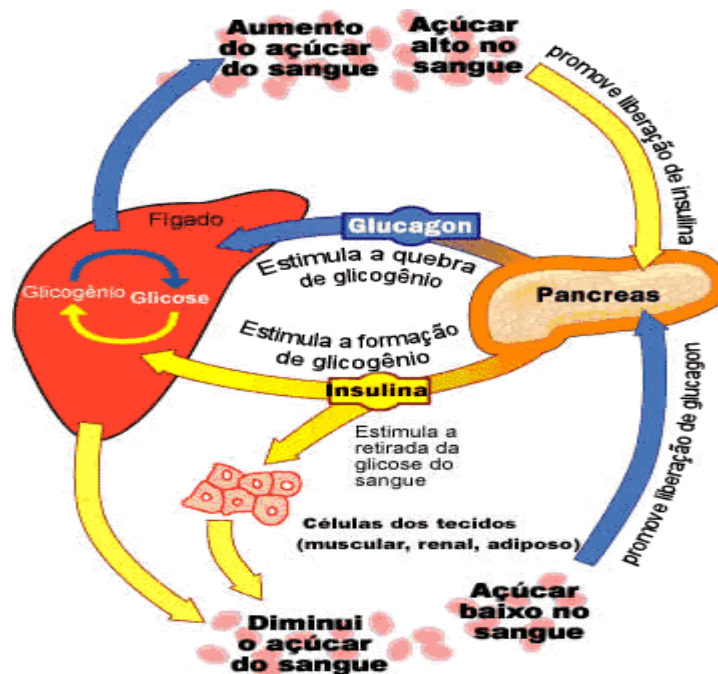 Aumento
do açúcar
do sangue
Açúcar
alto no
sangue
promove liberação de insulina
Fígado
Glucagon
Estimula a quebra
de glicogênio
Glicogênio
Glicose
Pancreas
Estimula a formação
de glicogênio
Insulina
Estimula a
retirada da
glicose do
sangue
promove liberação de glucagon
Células dos tecidos
(muscular, renal, adiposo)
Açúcar
baixo no
sangue
Diminui
o açúcar
do sangue